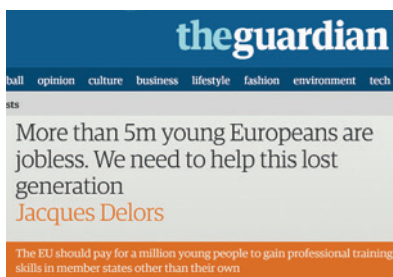 theguardian
ball opinion culture business lifestyle fashion environment tech
sts
More than 5m young Europeans are
jobless. We need to help this lost
generation
Jacques Delors
The EU should pay for a million young people to gain professional training
skills in member states other than their own